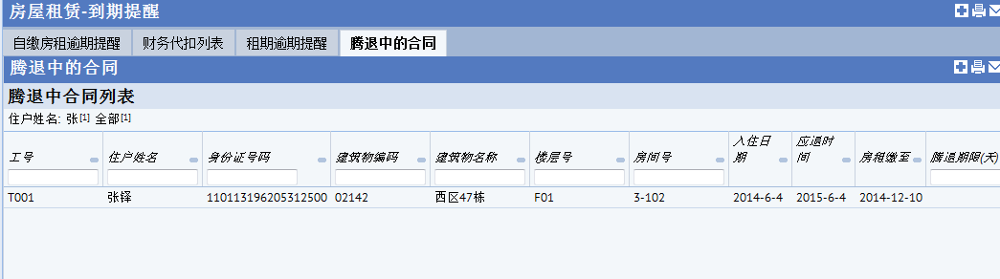 房屋租赁-到期提醒
自缴房租逾期提醒 财务代扣列表 租期逾期提醒 腾退中的合同
腾退中的合同
腾退中合同列表
住户姓名: 张[1] 全部[1]
工号 住户姓名 身份证号码 建筑物编码 建筑物名称 楼层号 房间号 入住日期 应退时间 房租缴至 腾退期限(天)
T001 张铎 110113196205312500 02142 西区47栋 F01 3-102 2014-6-4 2015-6-4 2014-12-10